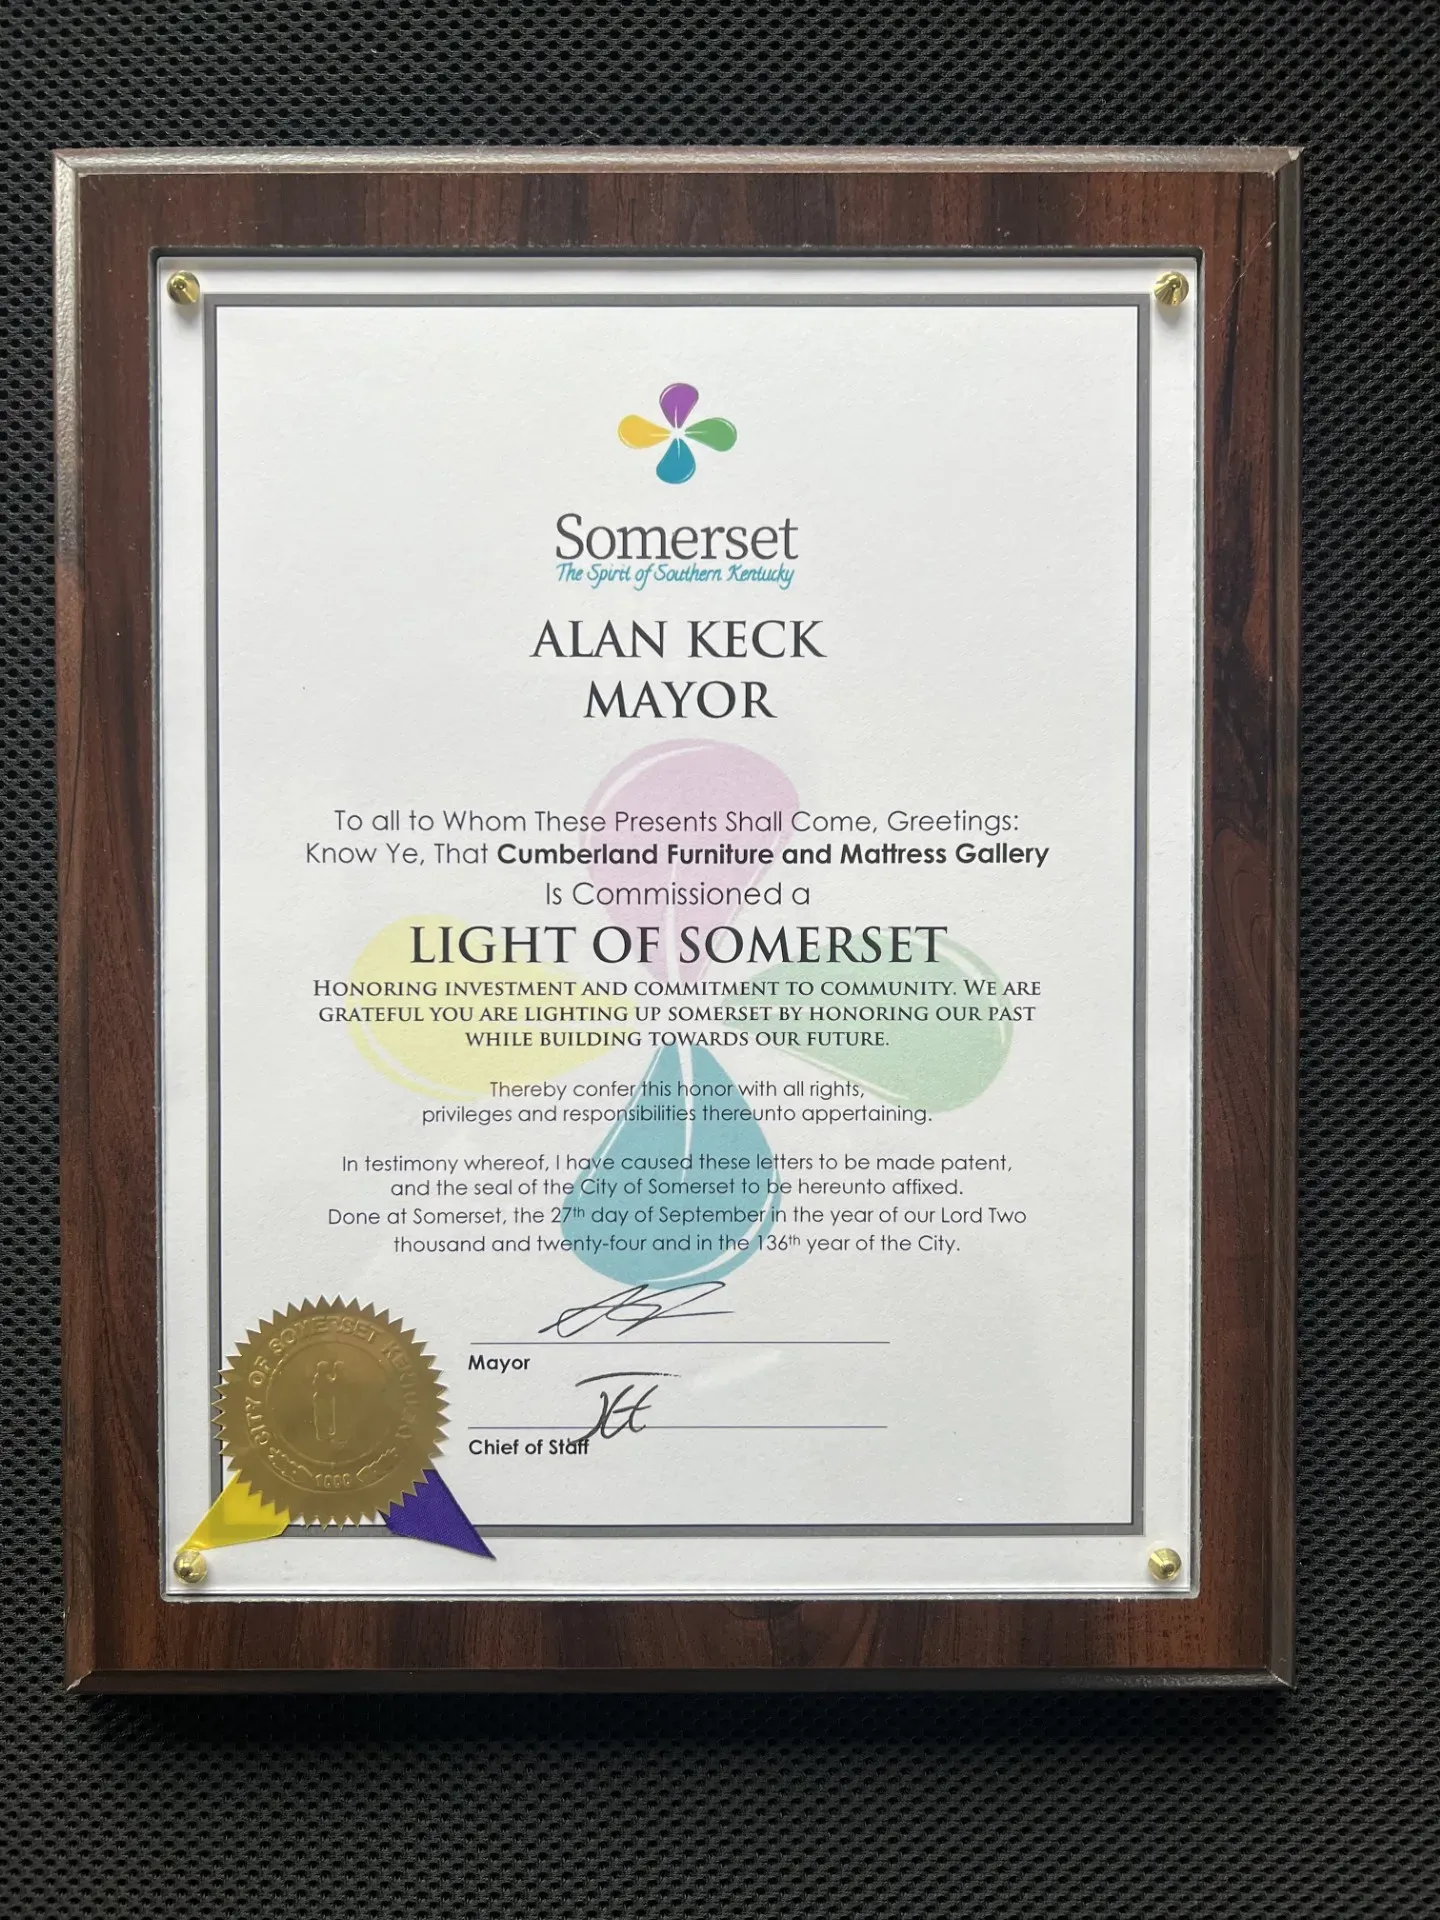 Somerset
The Spirit of Southern Kentucky
ALAN KECK
MAYOR
To all to Whom These Presents Shall Come, Greetings:
Know Ye, That Cumberland Furniture and Mattress Gallery
Is Commissioned a
LIGHT OF SOMERSET
HONORING INVESTMENT AND COMMITMENT TO COMMUNITY. WE ARE
GRATEFUL YOU ARE LIGHTING UP SOMERSET BY HONORING OUR PAST
WHILE BUILDING TOWARDS OUR FUTURE.
Thereby confer this honor with all rights,
privileges and responsibilities thereunto appertaining.
In testimony whereof, I have caused these letters to be made patent,
and the seal of the City of Somerset to be hereunto affixed.
Done at Somerset, the 27th day of September in the year of our Lord Two
thousand and twenty-four and in the 136th year of the City.
Mayor
Chief of Staff
CITY OF SOMERSET KENTUCKY